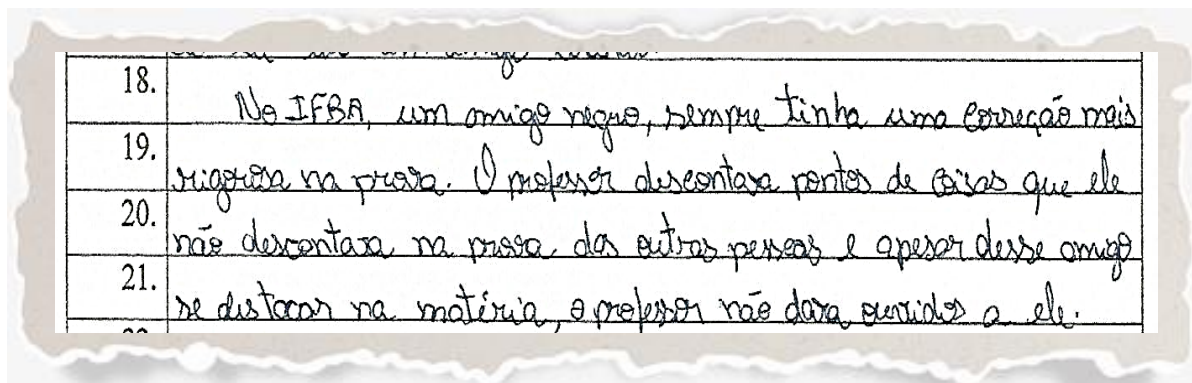 18.
No IFBA, um amigo negro, sempre tinha uma correção mais
19.
rigorosa na prova. O professor descontava pontos de coisas que ele
20.
não descontava na prova das outras pessoas e apesar desse amigo
21.
se distacar na matéria, o professor não dava ouvidos a ele.